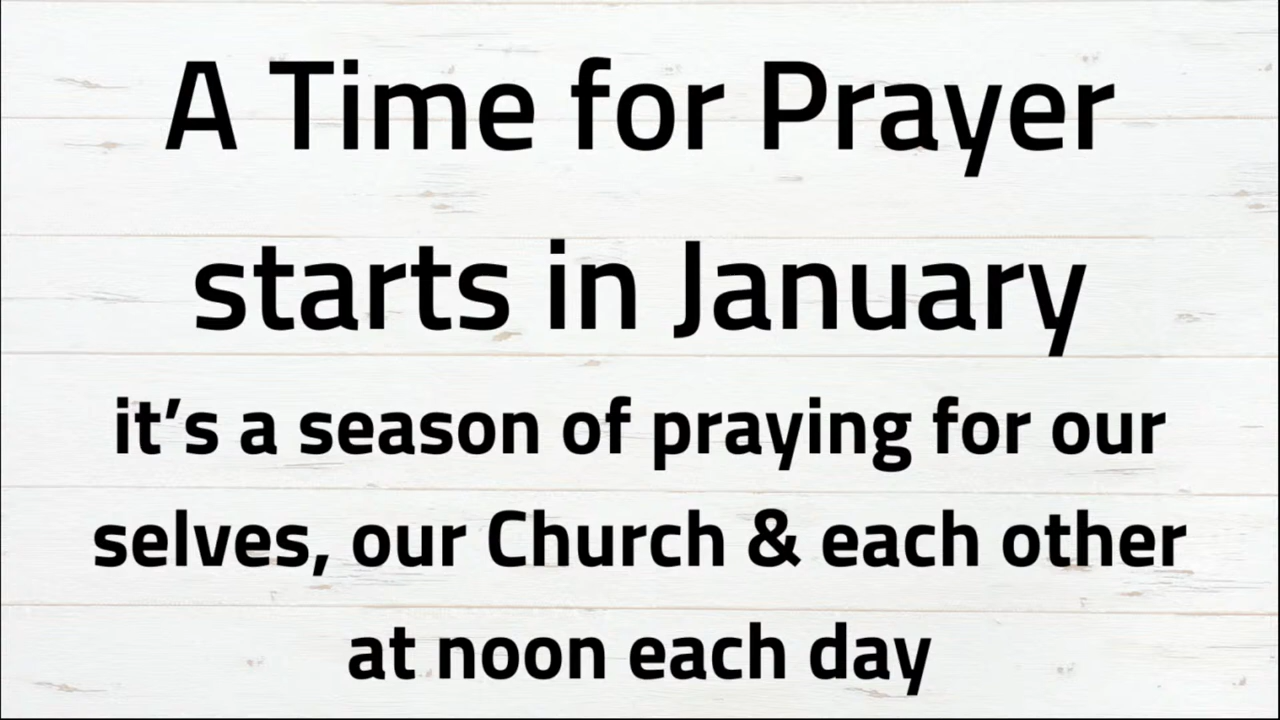 A Time for Prayer
starts in January
it’s a season of praying for our
selves, our Church & each other
at noon each day